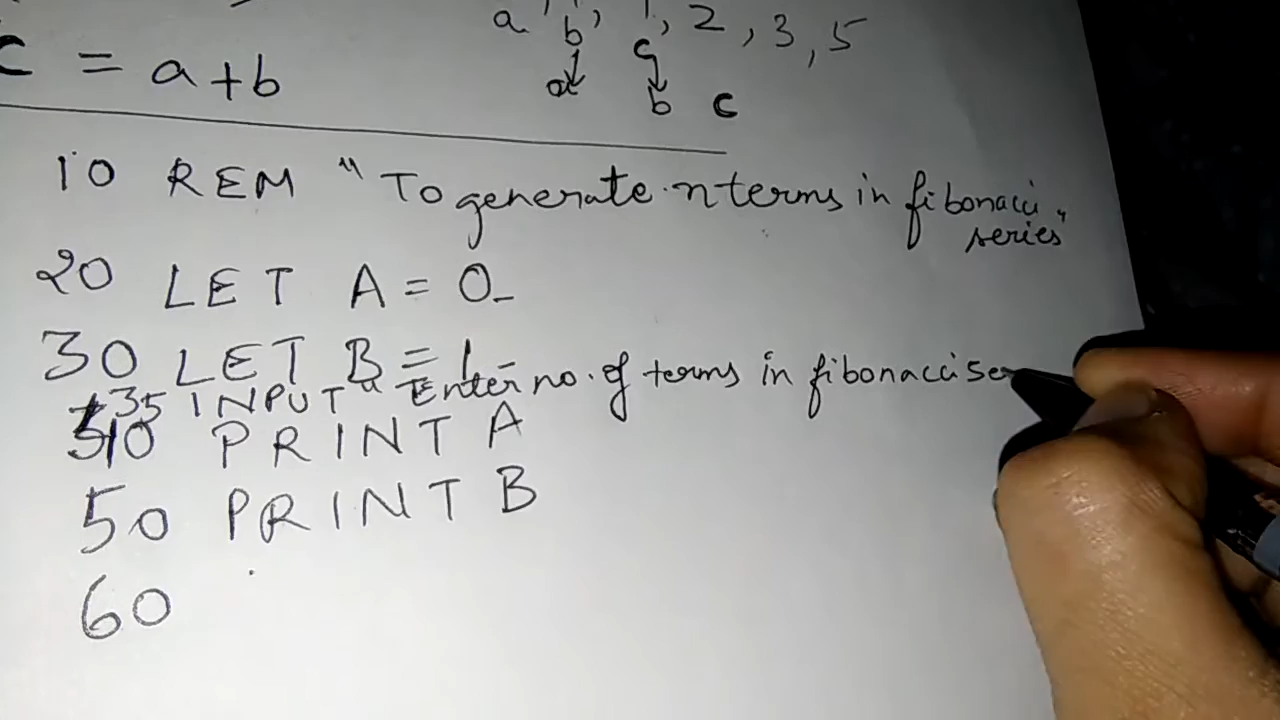 a , b , 1 , 2 , 3 , 5
c = a+b
a b c
10 REM "To generate n terms in fibonacci
series"
20 LET A = 0
30 LET B = 1
35 INPUT " Enter no. of terms in fibonacci se
40 PRINT A
50 PRINT B
60